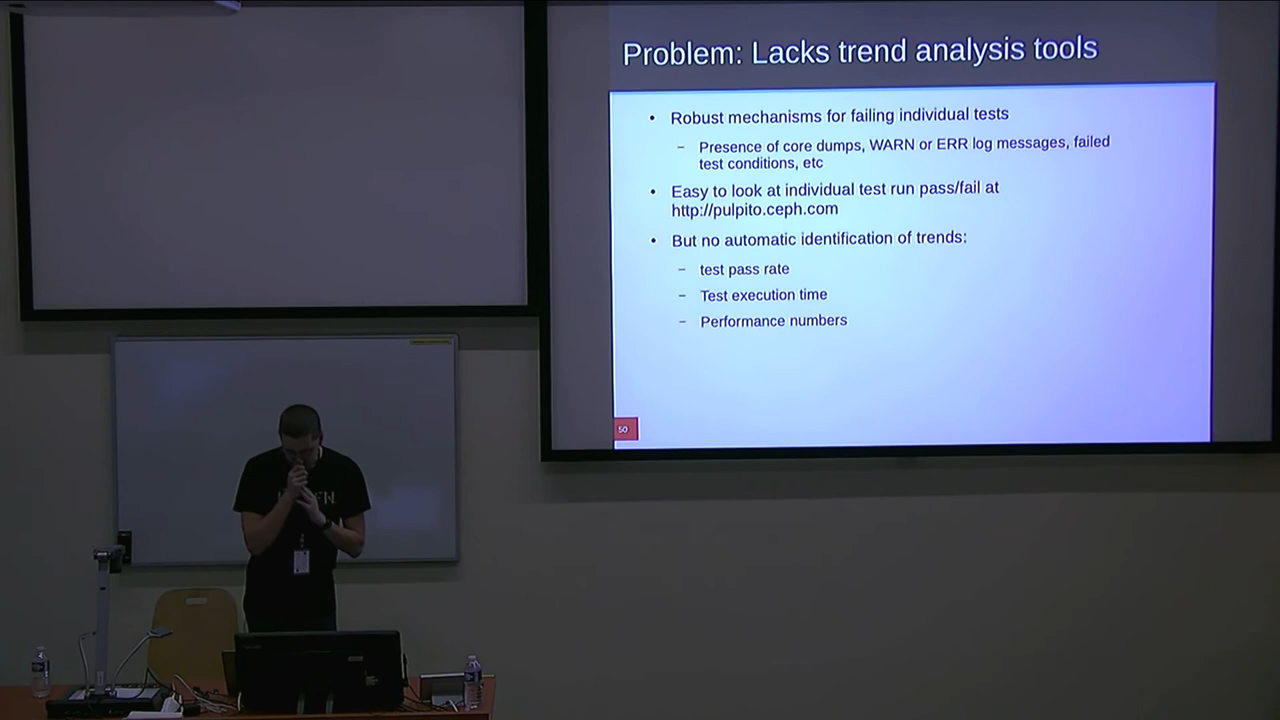 Problem: Lacks trend analysis tools
• Robust mechanisms for failing individual tests
– Presence of core dumps, WARN or ERR log messages, failed
test conditions, etc
• Easy to look at individual test run pass/fail at
http://pulpito.ceph.com
• But no automatic identification of trends:
– test pass rate
– Test execution time
– Performance numbers
50